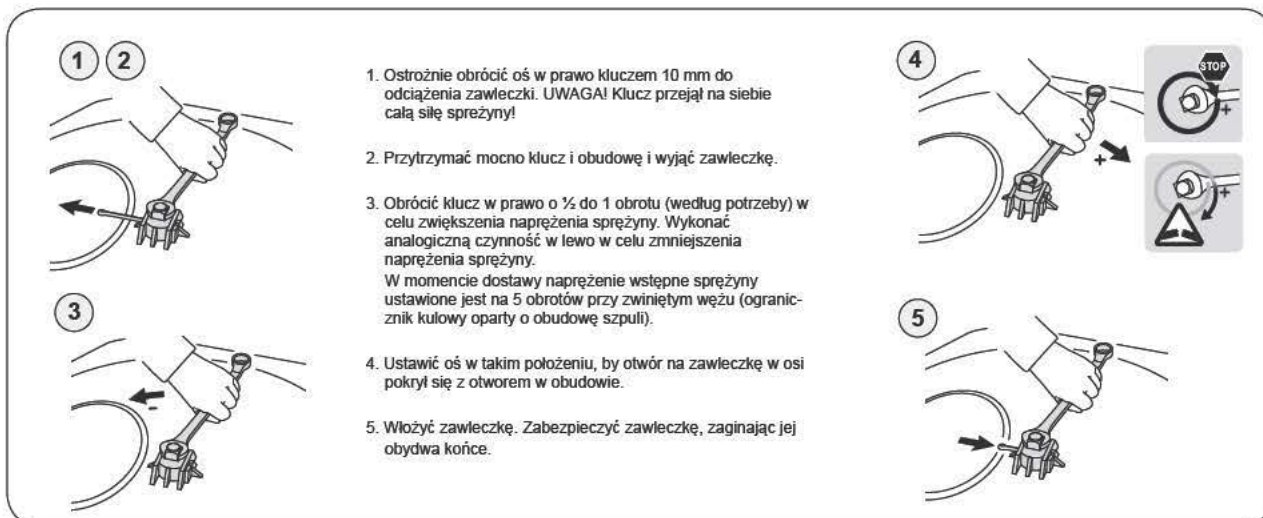 1 2
1. Ostrożnie obrócić oś w prawo kluczem 10 mm do
odciążenia zawleczki. UWAGA! Klucz przejął na siebie
całą siłę spreżyny!
2. Przytrzymać mocno klucz i obudowę i wyjąć zawleczkę.
3. Obrócić klucz w prawo o ½ do 1 obrotu (według potrzeby) w
celu zwiększenia naprężenia sprężyny. Wykonać
analogiczną czynność w lewo w celu zmniejszenia
naprężenia sprężyny.
W momencie dostawy naprężenie wstępne sprężyny
ustawione jest na 5 obrotów przy zwiniętym wężu (ogranic-
znik kulowy oparty o obudowę szpuli).
4. Ustawić oś w takim położeniu, by otwór na zawleczkę w osi
pokrył się z otworem w obudowie.
5. Włożyć zawleczkę. Zabezpieczyć zawleczkę, zaginając jej
obydwa końce.
3
-
4
+
STOP
+
+
5